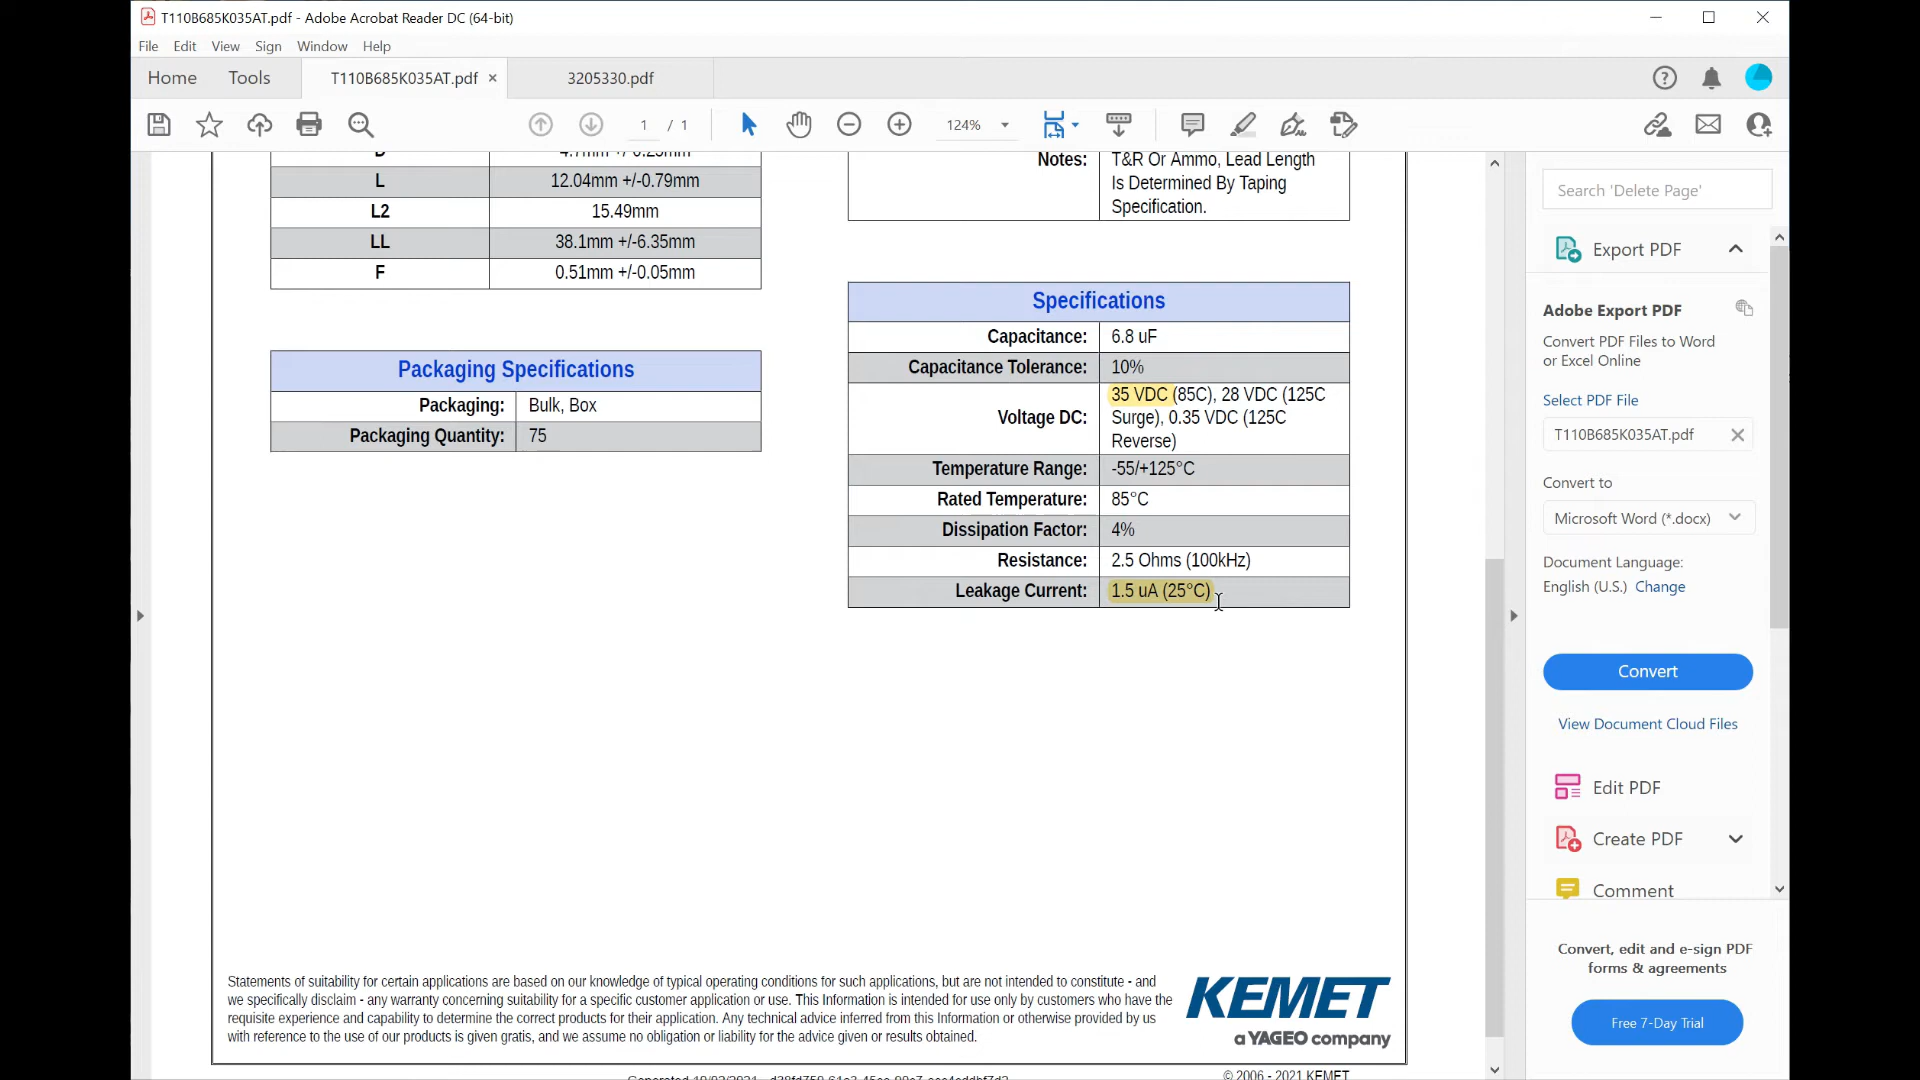 T110B685K035AT.pdf - Adobe Acrobat Reader DC (64-bit)
File Edit View Sign Window Help
Home Tools T110B685K035AT.pdf × 3205330.pdf
1 / 1 124%
4.7mm +/-0.25mm
L 12.04mm +/-0.79mm
L2 15.49mm
LL 38.1mm +/-6.35mm
F 0.51mm +/-0.05mm
Packaging Specifications
Packaging: Bulk, Box
Packaging Quantity: 75
Notes: T&R Or Ammo, Lead Length
Is Determined By Taping
Specification.
Specifications
Capacitance: 6.8 uF
Capacitance Tolerance: 10%
Voltage DC: 35 VDC (85C), 28 VDC (125C
Surge), 0.35 VDC (125C
Reverse)
Temperature Range: -55/+125°C
Rated Temperature: 85°C
Dissipation Factor: 4%
Resistance: 2.5 Ohms (100kHz)
Leakage Current: 1.5 uA (25°C)
Statements of suitability for certain applications are based on our knowledge of typical operating conditions for such applications, but are not intended to constitute - and
we specifically disclaim - any warranty concerning suitability for a specific customer application or use. This Information is intended for use only by customers who have the
requisite experience and capability to determine the correct products for their application. Any technical advice inferred from this Information or otherwise provided by us
with reference to the use of our products is given gratis, and we assume no obligation or liability for the advice given or results obtained.
KEMET
a YAGEO company
© 2006 - 2021 KEMET
Search 'Delete Page'
Export PDF
Adobe Export PDF
Convert PDF Files to Word
or Excel Online
Select PDF File
T110B685K035AT.pdf
Convert to
Microsoft Word (*.docx)
Document Language:
English (U.S.) Change
Convert
View Document Cloud Files
Edit PDF
Create PDF
Comment
Convert, edit and e-sign PDF
forms & agreements
Free 7-Day Trial